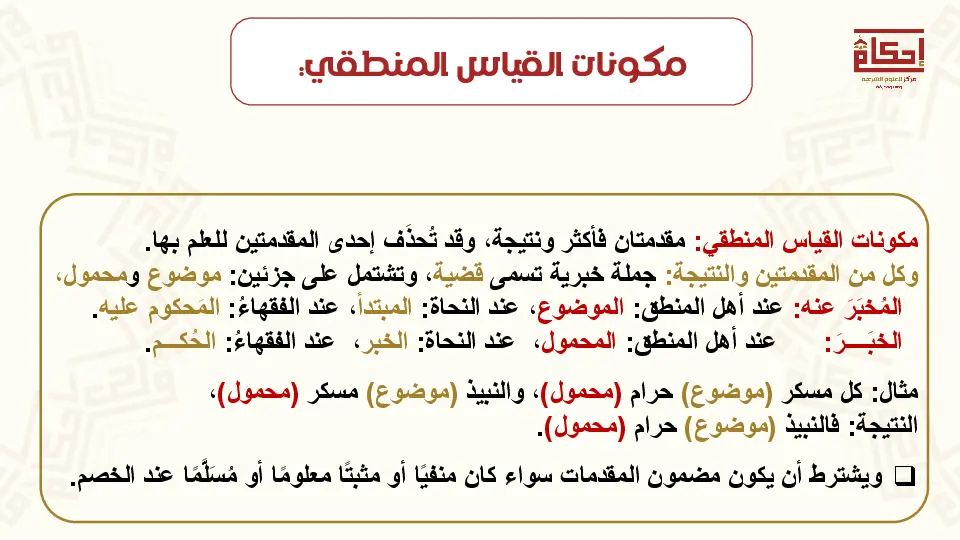 إحكام
مركز للعلوم الشرعية
مكونات القياس المنطقي:
مكونات القياس المنطقي: مقدمتان فأكثر ونتيجة، وقد تُحذَف إحدى المقدمتين للعلم بها.
وكل من المقدمتين والنتيجة: جملة خبرية تسمى قضية، وتشتمل على جزئين: موضوع ومحمول،
المُخبَرَ عنه: عند أهل المنطق: الموضوع، عند النحاة: المبتدأ، عند الفقهاءُ: المَحكوم عليه.
الخبَـــرَ: عند أهل المنطق: المحمول، عند النحاة: الخبر، عند الفقهاءُ: الحُكـــم.
مثال: كل مسكر (موضوع) حرام (محمول)، والنبيذ (موضوع) مسكر (محمول)،
النتيجة: فالنبيذ (موضوع) حرام (محمول).
❑ ويشترط أن يكون مضمون المقدمات سواء كان منفيًا أو مثبتًا معلومًا أو مُسَلَّمًا عند الخصم.